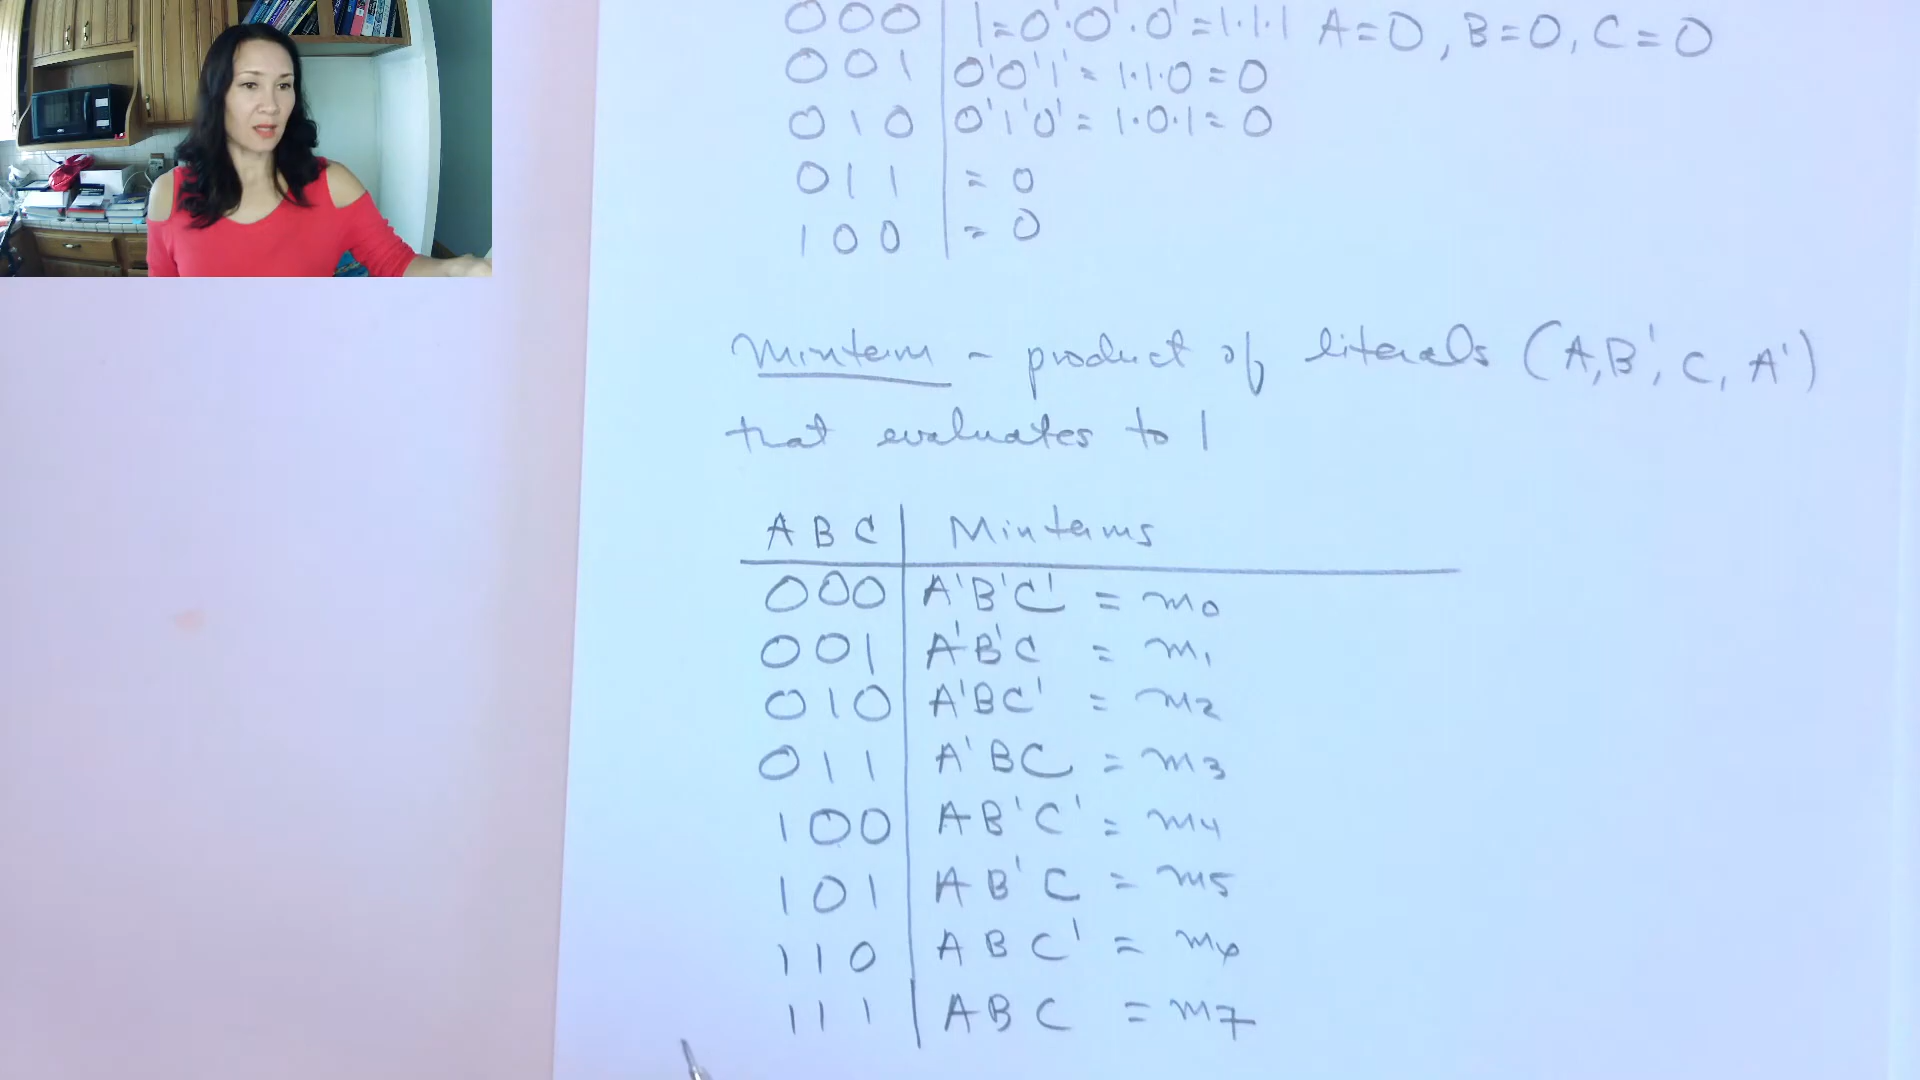 000 | 1=0'·0'·0'=1·1·1 A=0, B=0, C=0
001 | 0'0'1' = 1·1·0 = 0
010 | 0'1'0' = 1·0·1 = 0
011 | = 0
100 | = 0
Minterm - product of literals (A, B', C, A')
that evaluates to 1
A B C | Minterms
000 | A'B'C' = m0
001 | A'B'C = m1
010 | A'BC' = m2
011 | A'BC = m3
100 | AB'C' = m4
101 | AB'C = m5
110 | ABC' = m6
111 | ABC = m7